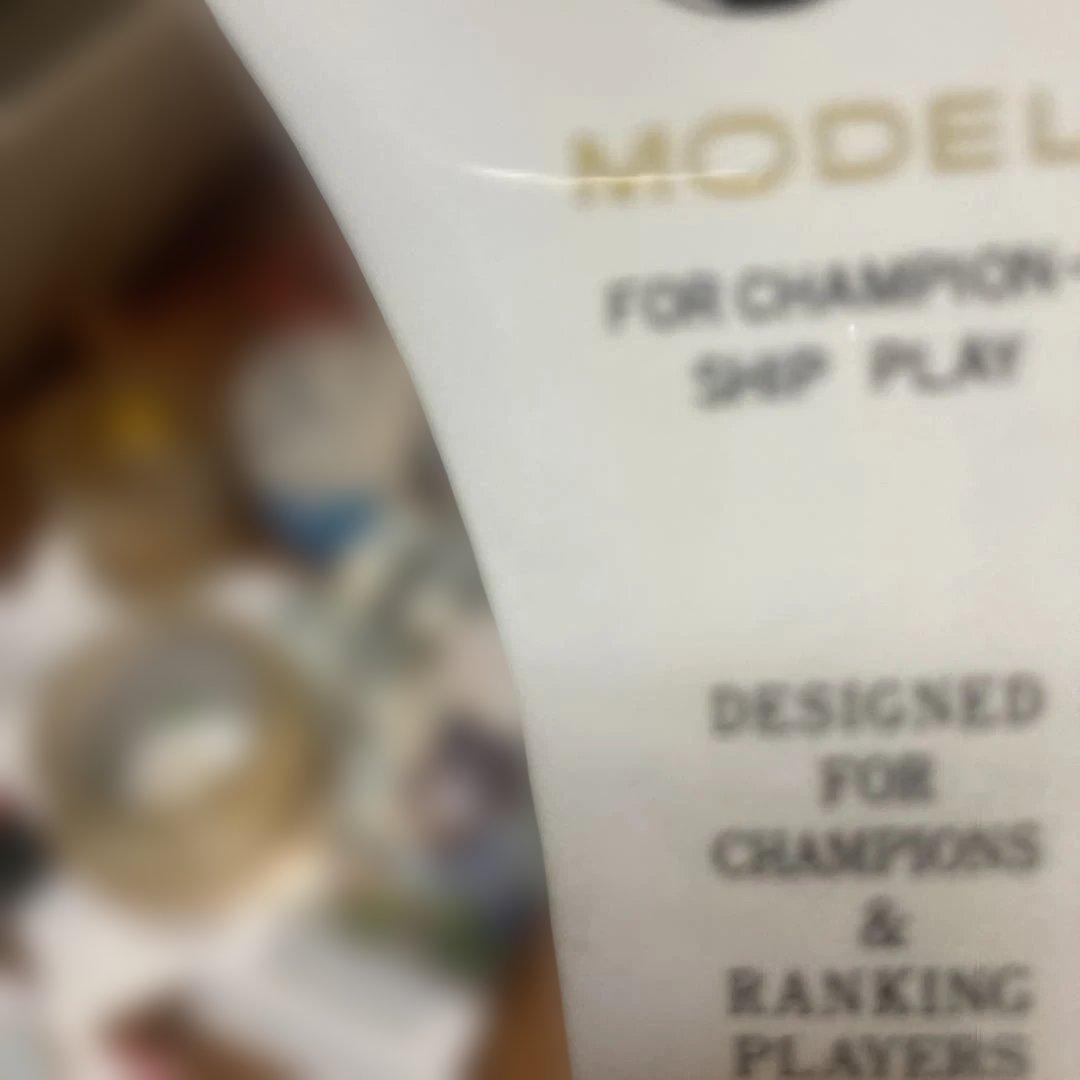 MODEL
FOR CHAMPION-
SHIP PLAY
DESIGNED
FOR
CHAMPIONS
&
RANKING
PLAYERS